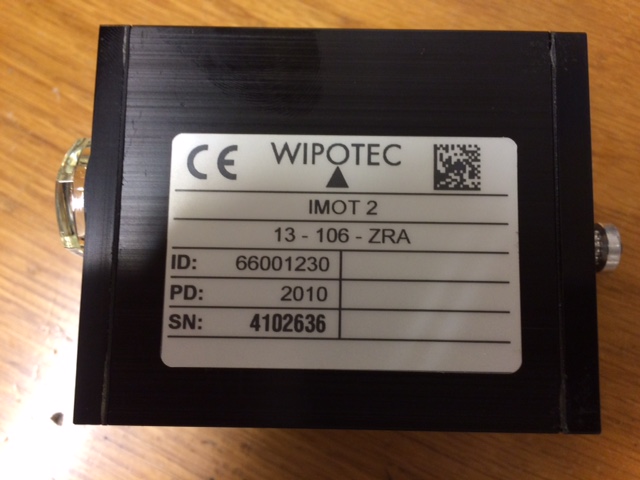 CE WIPOTEC
IMOT 2
13 - 106 - ZRA
ID: 66001230
PD: 2010
SN: 4102636